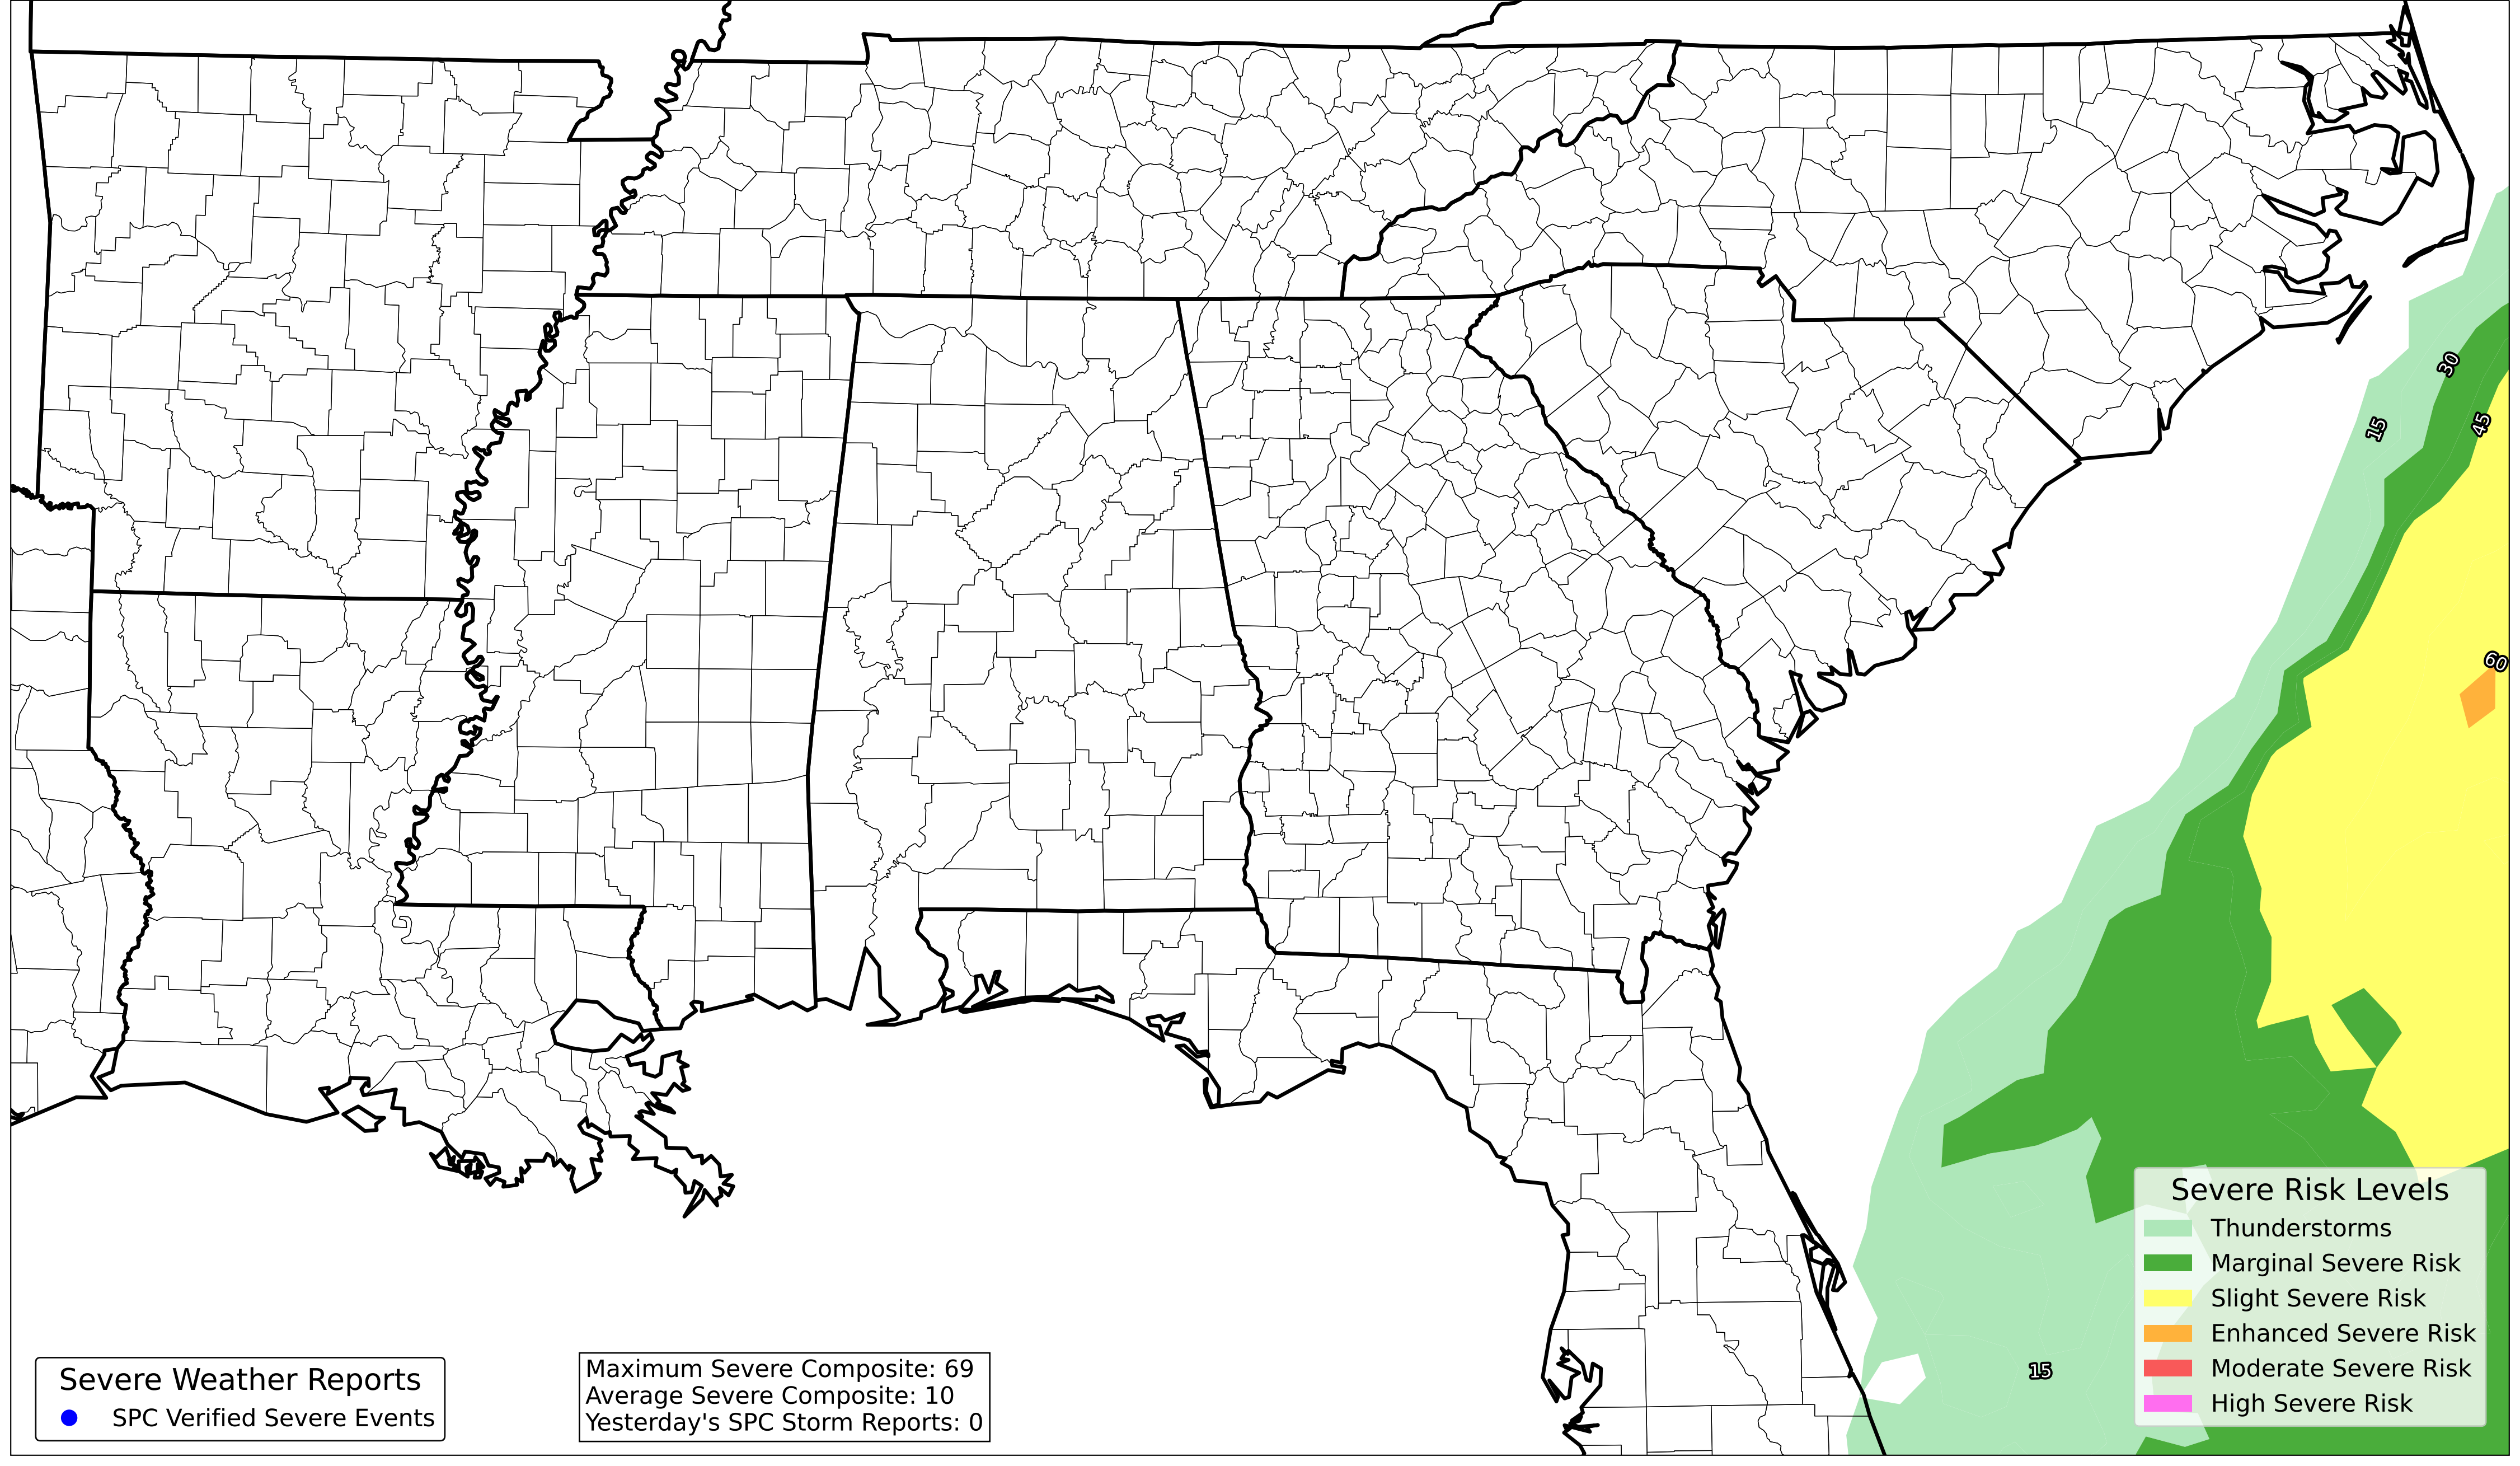 30
15
45
60
15
Severe Risk Levels
Thunderstorms
Marginal Severe Risk
Slight Severe Risk
Enhanced Severe Risk
Moderate Severe Risk
High Severe Risk
Severe Weather Reports
SPC Verified Severe Events
Maximum Severe Composite: 69
Average Severe Composite: 10
Yesterday's SPC Storm Reports: 0